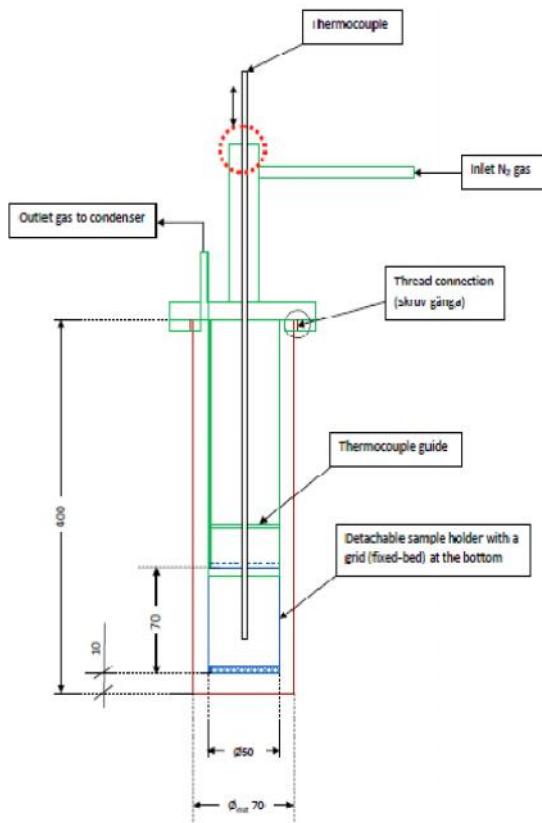 Thermocouple
Inlet N₂ gas
Outlet gas to condenser
Thread connection
(skruv gänga)
Thermocouple guide
Detachable sample holder with a
grid (fixed-bed) at the bottom
400
70
10
Ø50
Øout 70